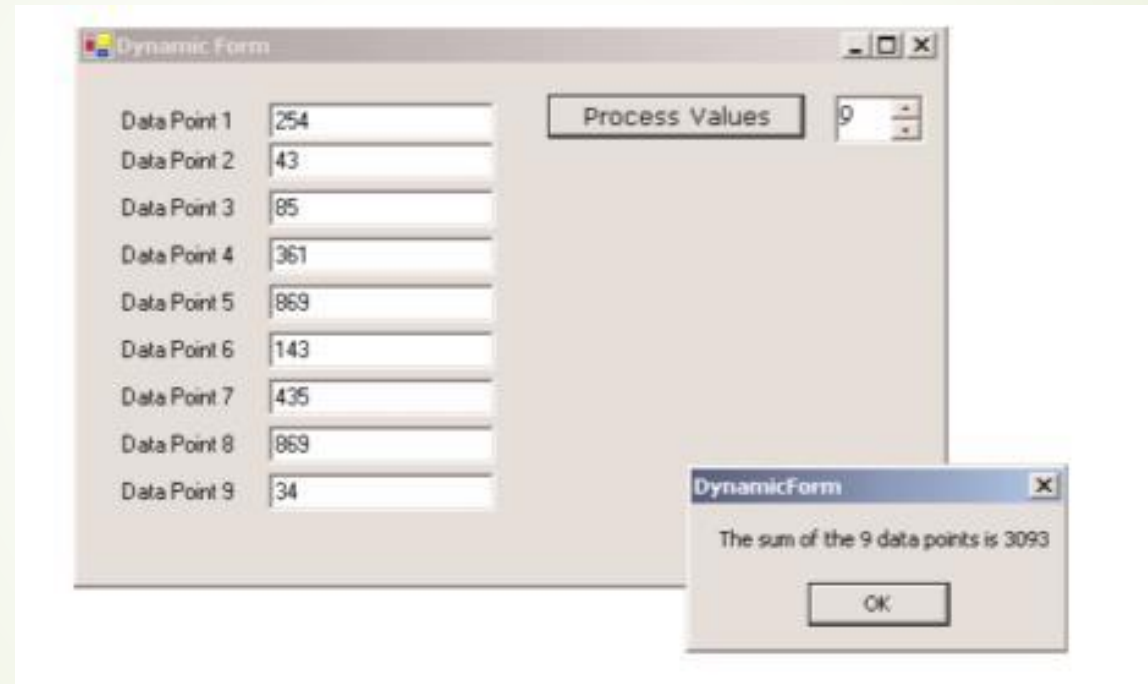 Dynamic Form
Data Point 1 254 Process Values 9
Data Point 2 43
Data Point 3 85
Data Point 4 361
Data Point 5 869
Data Point 6 143
Data Point 7 435
Data Point 8 869
Data Point 9 34
DynamicForm
The sum of the 9 data points is 3093
OK